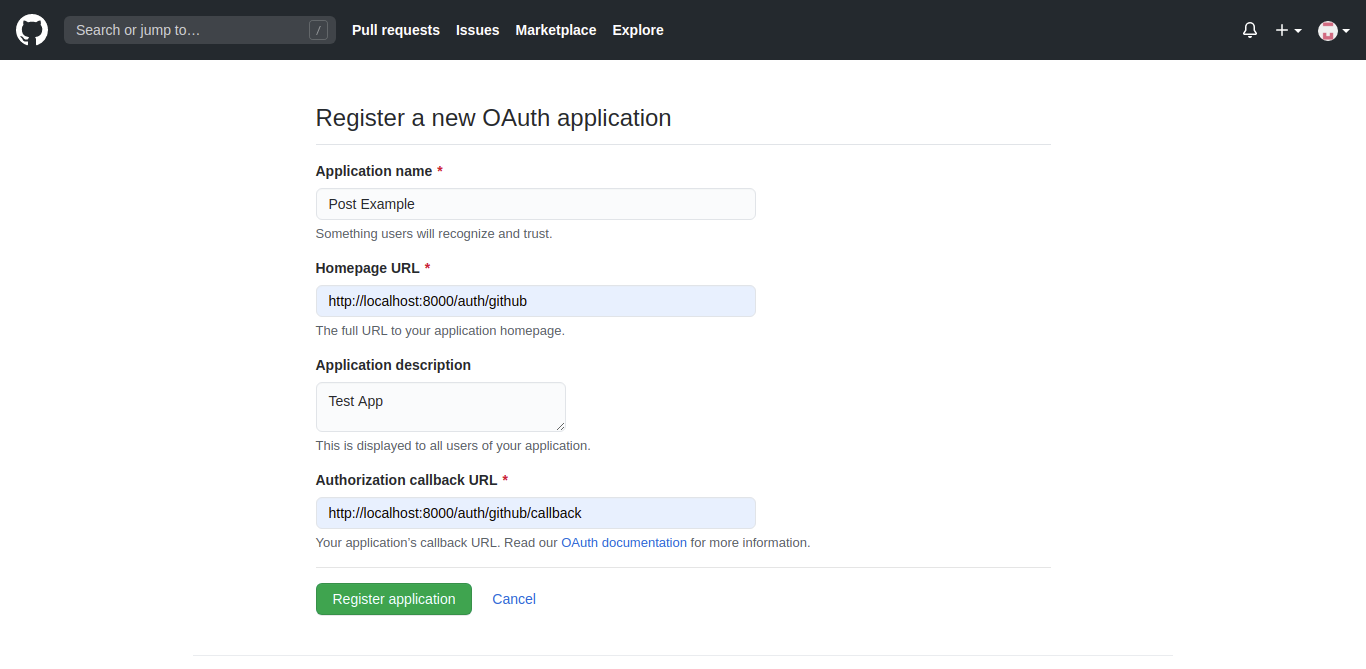 Search or jump to… /
Pull requests Issues Marketplace Explore
Register a new OAuth application
Application name *
Post Example
Something users will recognize and trust.
Homepage URL *
http://localhost:8000/auth/github
The full URL to your application homepage.
Application description
Test App
This is displayed to all users of your application.
Authorization callback URL *
http://localhost:8000/auth/github/callback
Your application’s callback URL. Read our OAuth documentation for more information.
Register application Cancel